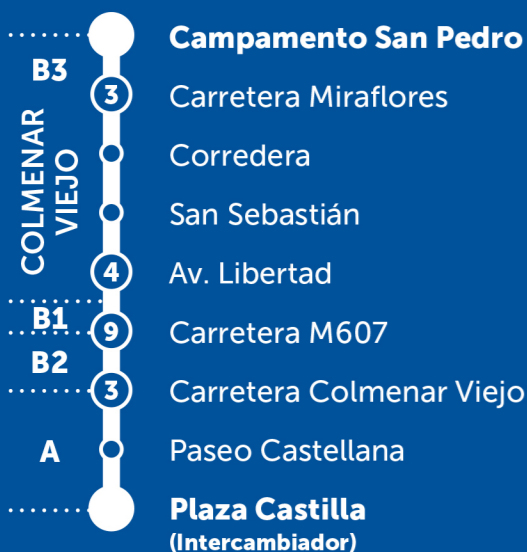 Campamento San Pedro
B3
3 Carretera Miraflores
COLMENAR
VIEJO
Corredera
San Sebastián
4 Av. Libertad
B1
9 Carretera M607
B2
3 Carretera Colmenar Viejo
A Paseo Castellana
Plaza Castilla
(Intercambiador)